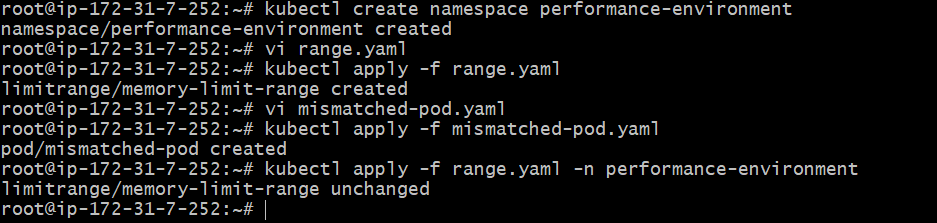 root@ip-172-31-7-252:~# kubectl create namespace performance-environment
namespace/performance-environment created
root@ip-172-31-7-252:~# vi range.yaml
root@ip-172-31-7-252:~# kubectl apply -f range.yaml
limitrange/memory-limit-range created
root@ip-172-31-7-252:~# vi mismatched-pod.yaml
root@ip-172-31-7-252:~# kubectl apply -f mismatched-pod.yaml
pod/mismatched-pod created
root@ip-172-31-7-252:~# kubectl apply -f range.yaml -n performance-environment
limitrange/memory-limit-range unchanged
root@ip-172-31-7-252:~#